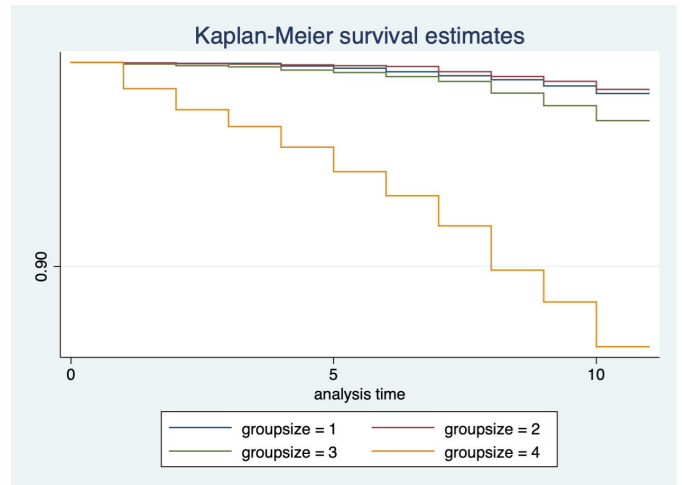 Kaplan-Meier survival estimates
0.90
0
5
10
analysis time
groupsize = 1
groupsize = 2
groupsize = 3
groupsize = 4